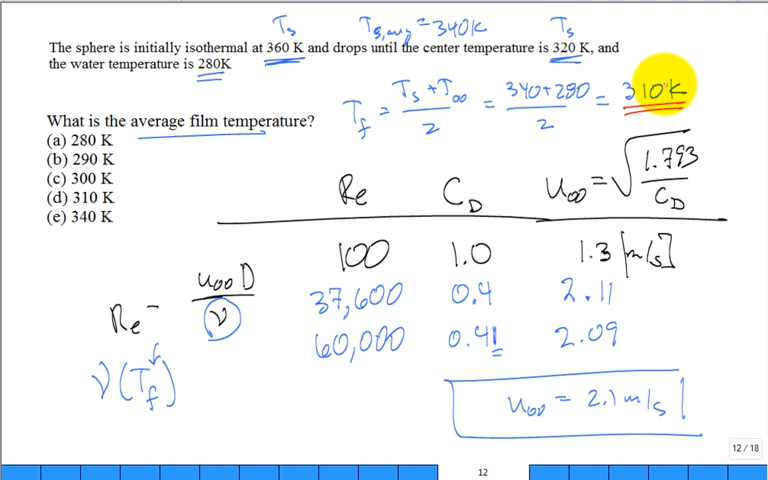 Ts   Ts,avg = 340K   Ts
The sphere is initially isothermal at 360 K and drops until the center temperature is 320 K, and
the water temperature is 280K
Tf = Ts + T∞ / 2 = 340+280 / 2 = 310K
What is the average film temperature?
(a) 280 K
(b) 290 K
(c) 300 K
(d) 310 K
(e) 340 K
Re   CD   u∞ = √(1.793 / CD)
100   1.0   1.3 [m/s]
Re = u∞D / ν
37,600   0.4   2.11
60,000   0.41   2.09
ν(Tf)
u∞ = 2.1 m/s
12 / 18
12